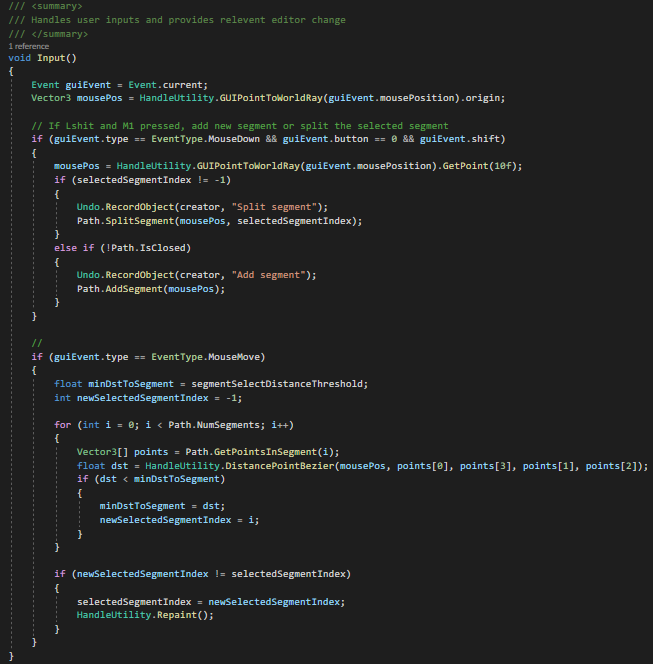 /// <summary>
/// Handles user inputs and provides relevent editor change
/// </summary>
1 reference
void Input()
{
Event guiEvent = Event.current;
Vector3 mousePos = HandleUtility.GUIPointToWorldRay(guiEvent.mousePosition).origin;
// If Lshit and M1 pressed, add new segment or split the selected segment
if (guiEvent.type == EventType.MouseDown && guiEvent.button == 0 && guiEvent.shift)
{
mousePos = HandleUtility.GUIPointToWorldRay(guiEvent.mousePosition).GetPoint(10f);
if (selectedSegmentIndex != -1)
{
Undo.RecordObject(creator, "Split segment");
Path.SplitSegment(mousePos, selectedSegmentIndex);
}
else if (!Path.IsClosed)
{
Undo.RecordObject(creator, "Add segment");
Path.AddSegment(mousePos);
}
}
//
if (guiEvent.type == EventType.MouseMove)
{
float minDstToSegment = segmentSelectDistanceThreshold;
int newSelectedSegmentIndex = -1;
for (int i = 0; i < Path.NumSegments; i++)
{
Vector3[] points = Path.GetPointsInSegment(i);
float dst = HandleUtility.DistancePointBezier(mousePos, points[0], points[3], points[1], points[2]);
if (dst < minDstToSegment)
{
minDstToSegment = dst;
newSelectedSegmentIndex = i;
}
}
if (newSelectedSegmentIndex != selectedSegmentIndex)
{
selectedSegmentIndex = newSelectedSegmentIndex;
HandleUtility.Repaint();
}
}
}